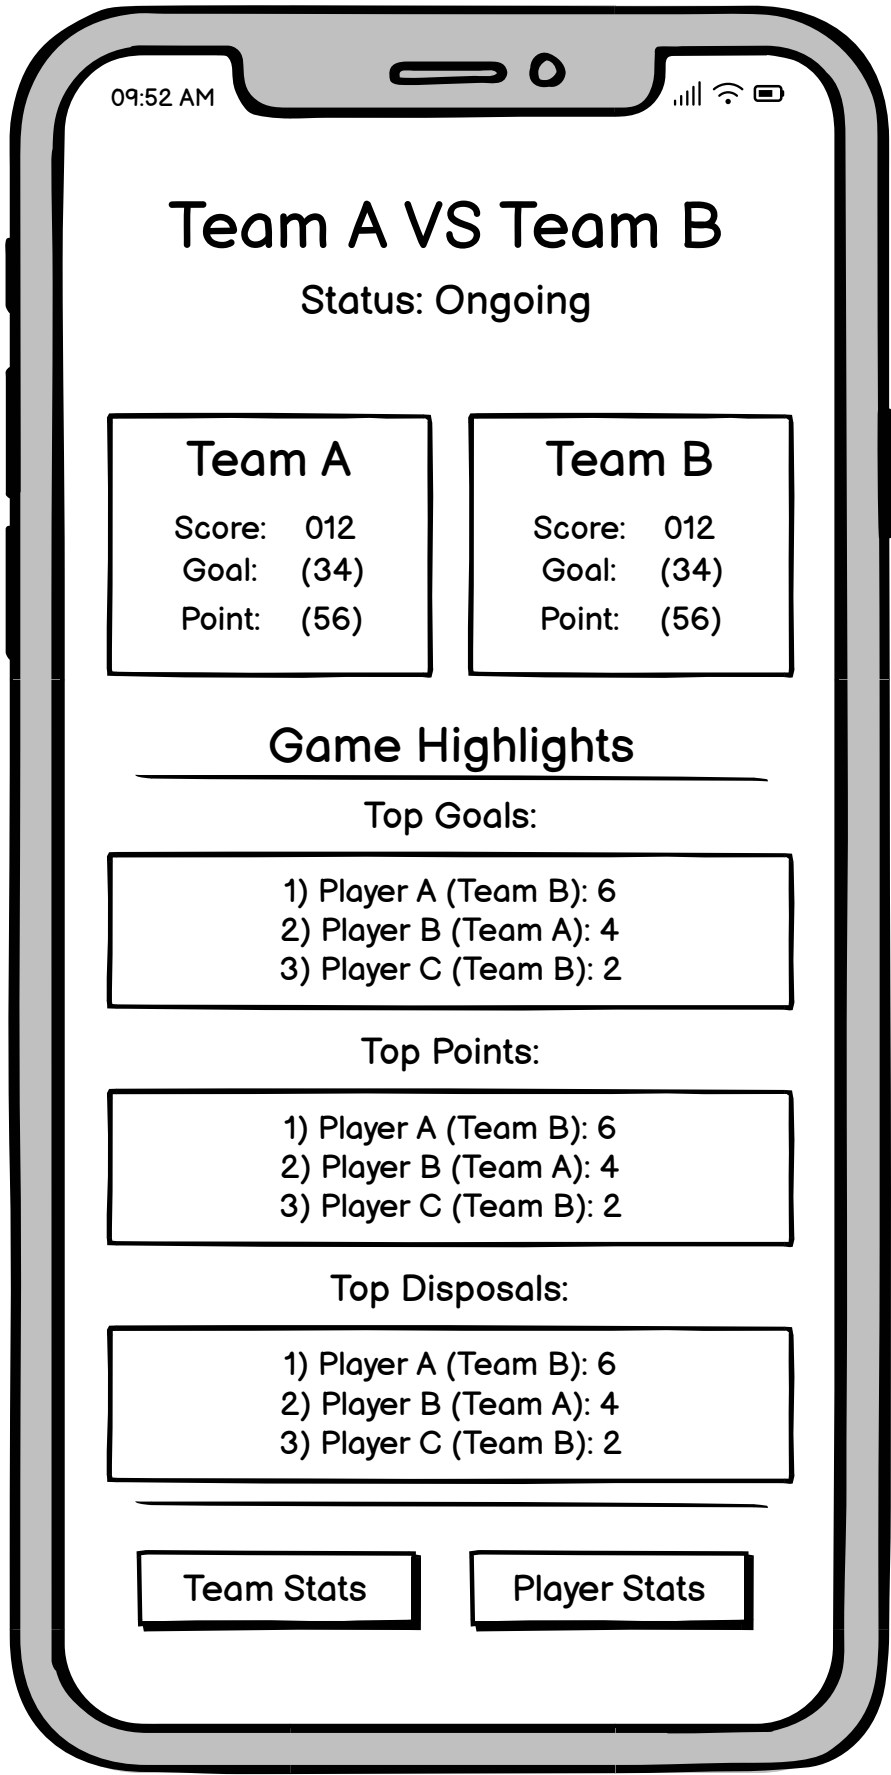 09:52 AM
Team A VS Team B
Status: Ongoing
Team A
Score: 012
Goal: (34)
Point: (56)
Team B
Score: 012
Goal: (34)
Point: (56)
Game Highlights
Top Goals:
1) Player A (Team B): 6
2) Player B (Team A): 4
3) Player C (Team B): 2
Top Points:
1) Player A (Team B): 6
2) Player B (Team A): 4
3) Player C (Team B): 2
Top Disposals:
1) Player A (Team B): 6
2) Player B (Team A): 4
3) Player C (Team B): 2
Team Stats
Player Stats